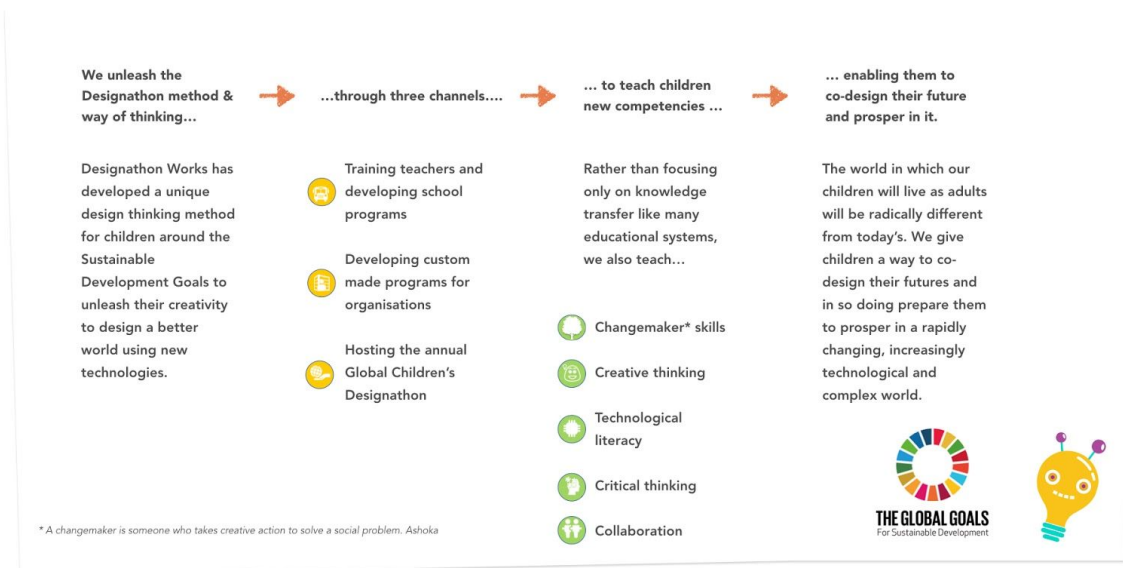 We unleash the
Designathon method &
way of thinking…
…through three channels….
… to teach children
new competencies …
… enabling them to
co-design their future
and prosper in it.
Designathon Works has
developed a unique
design thinking method
for children around the
Sustainable
Development Goals to
unleash their creativity
to design a better
world using new
technologies.
Training teachers and
developing school
programs
Developing custom
made programs for
organisations
Hosting the annual
Global Children's
Designathon
Rather than focusing
only on knowledge
transfer like many
educational systems,
we also teach…
Changemaker* skills
Creative thinking
Technological
literacy
Critical thinking
Collaboration
The world in which our
children will live as adults
will be radically different
from today's. We give
children a way to co-
design their futures and
in so doing prepare them
to prosper in a rapidly
changing, increasingly
technological and
complex world.
THE GLOBAL GOALS
For Sustainable Development
* A changemaker is someone who takes creative action to solve a social problem. Ashoka